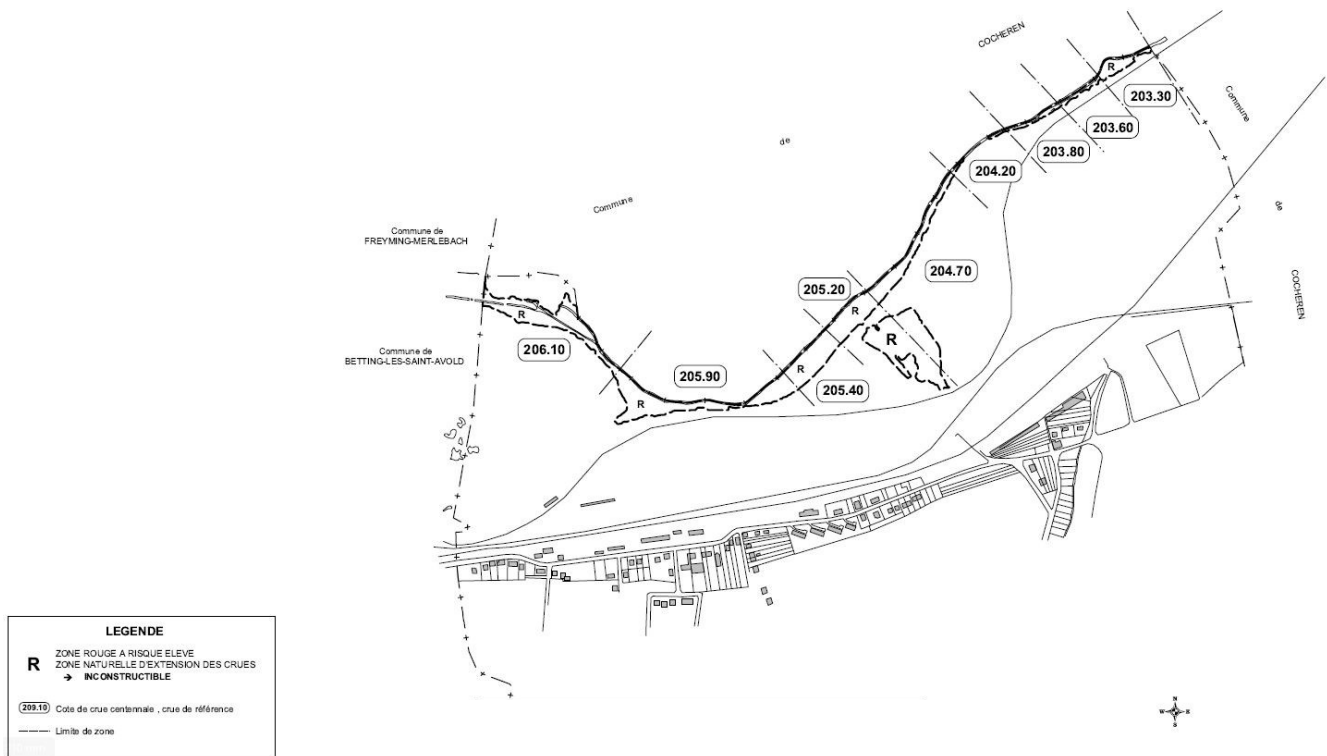 COCHEREN
R
203.30
Commune
203.60
de
203.80
204.20
Commune
de
Commune de
FREYMING-MERLEBACH
204.70
COCHEREN
205.20
R
R
R
206.10
Commune de
BETTING-LES-SAINT-AVOLD
R
205.90
205.40
R
LEGENDE
R
ZONE ROUGE A RISQUE ELEVE
ZONE NATURELLE D'EXTENSION DES CRUES
→ INCONSTRUCTIBLE
209.10 Cote de crue centennale , crue de référence
Limite de zone
N
W E
S